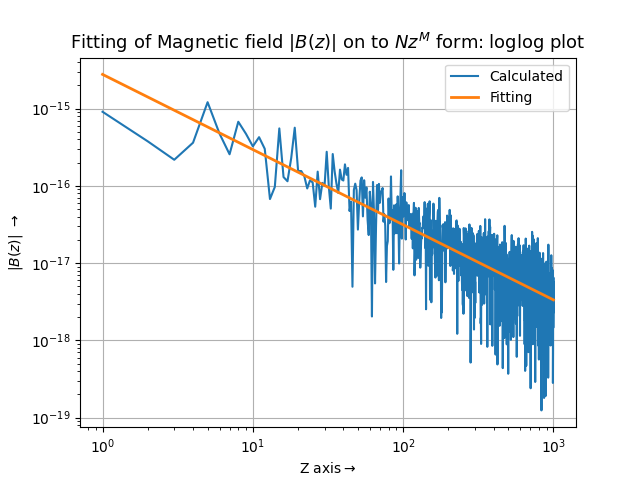 Fitting of Magnetic field |B(z)| on to Nz^M form: loglog plot
Calculated
Fitting
10^-15
10^-16
10^-17
10^-18
10^-19
|B(z)| →
10^0 10^1 10^2 10^3
Z axis→